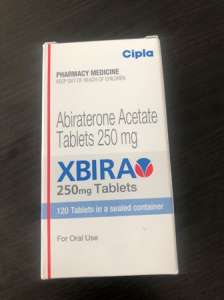 Cipla
PHARMACY MEDICINE
KEEP OUT OF REACH OF CHILDREN
Abiraterone Acetate
Tablets 250 mg
XBIRA
250mg Tablets
120 Tablets in a sealed container
For Oral Use